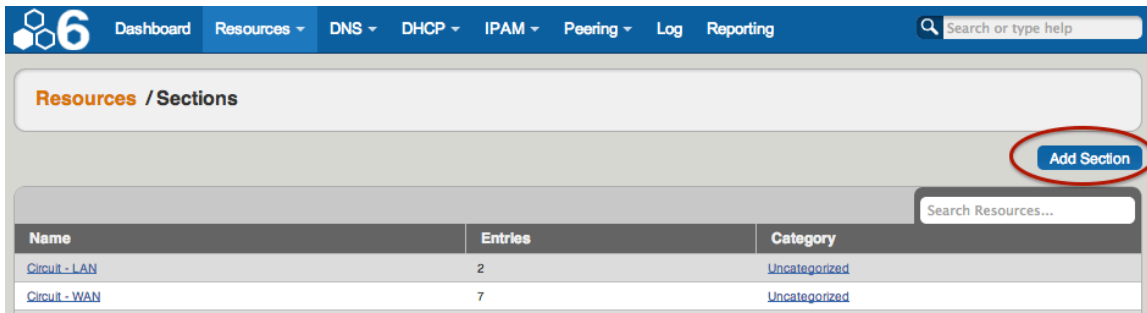 6 Dashboard Resources DNS DHCP IPAM Peering Log Reporting Search or type help
Resources / Sections
Add Section
Search Resources...
Name Entries Category
Circuit - LAN 2 Uncategorized
Circuit - WAN 7 Uncategorized